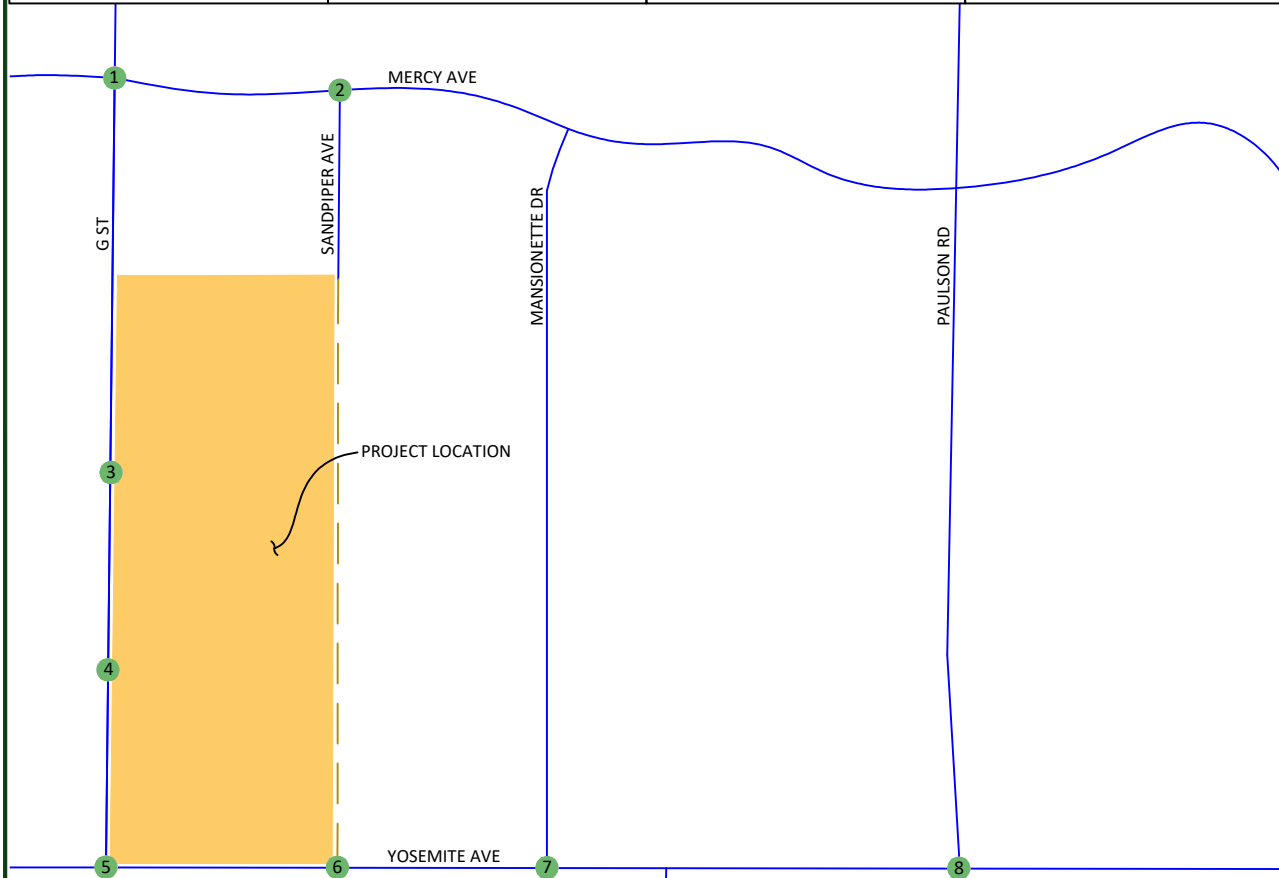 1
2
MERCY AVE
SANDPIPER AVE
MANSIONETTE DR
G ST
PAULSON RD
PROJECT LOCATION
3
4
YOSEMITE AVE
5
6
7
8